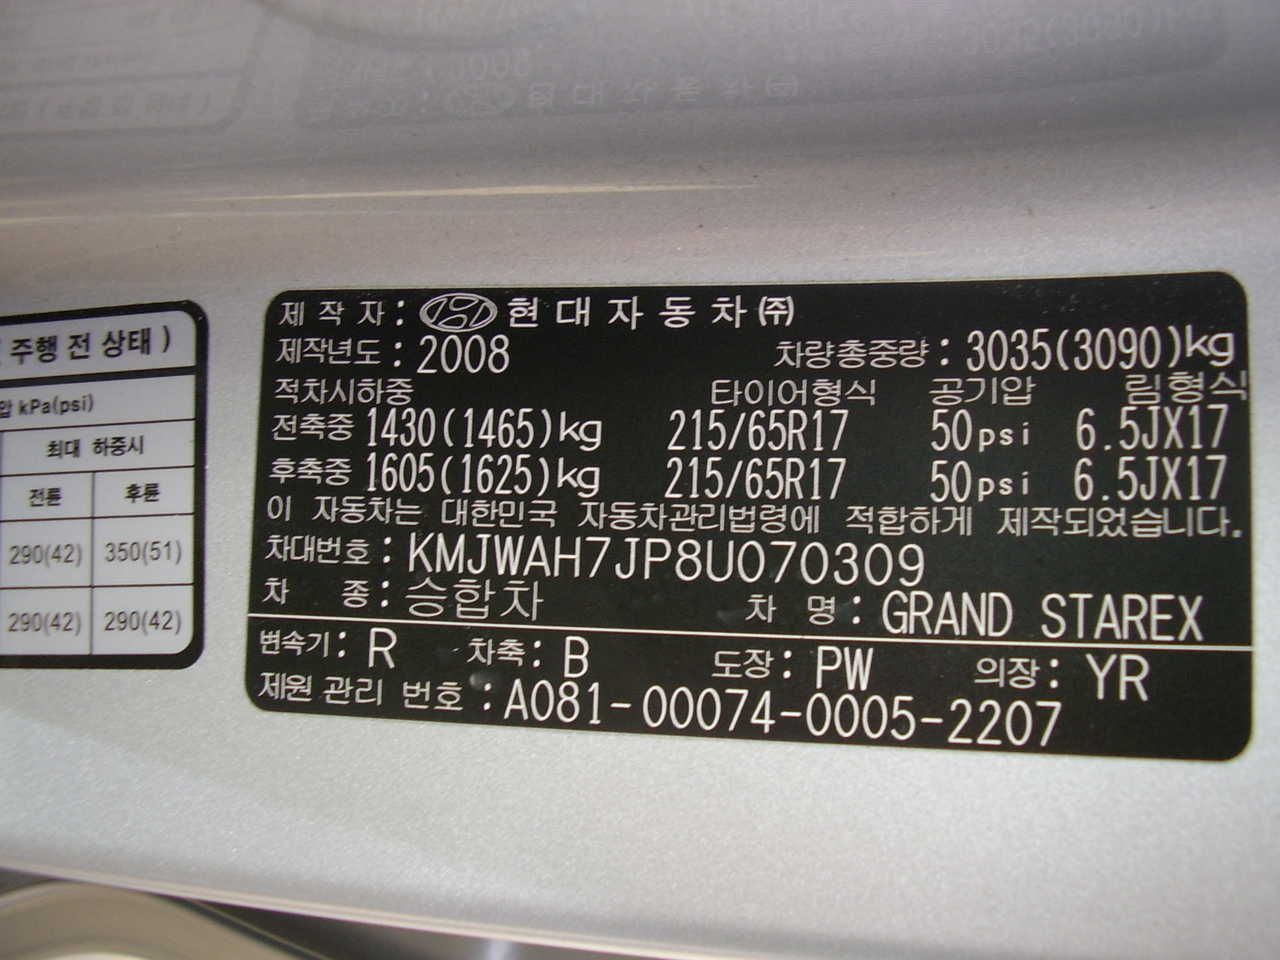 주행 전 상태 )
압 kPa(psi)
최대 하중시
전륜 후륜
290(42) 350(51)
290(42) 290(42)
제 작 자 : 현 대 자 동 차 ㈜
제작년도 : 2008 차량총중량 : 3035(3090)kg
적차시하중 타이어형식 공기압 림형식
전축중 1430(1465)kg 215/65R17 50psi 6.5JX17
후축중 1605(1625)kg 215/65R17 50psi 6.5JX17
이 자동차는 대한민국 자동차관리법령에 적합하게 제작되었습니다.
차대번호 : KMJWAH7JP8U070309
차 종 : 승합차 차 명 : GRAND STAREX
변속기 : R 차축 : B 도장 : PW 의장 : YR
제원 관리 번호 : A081-00074-0005-2207